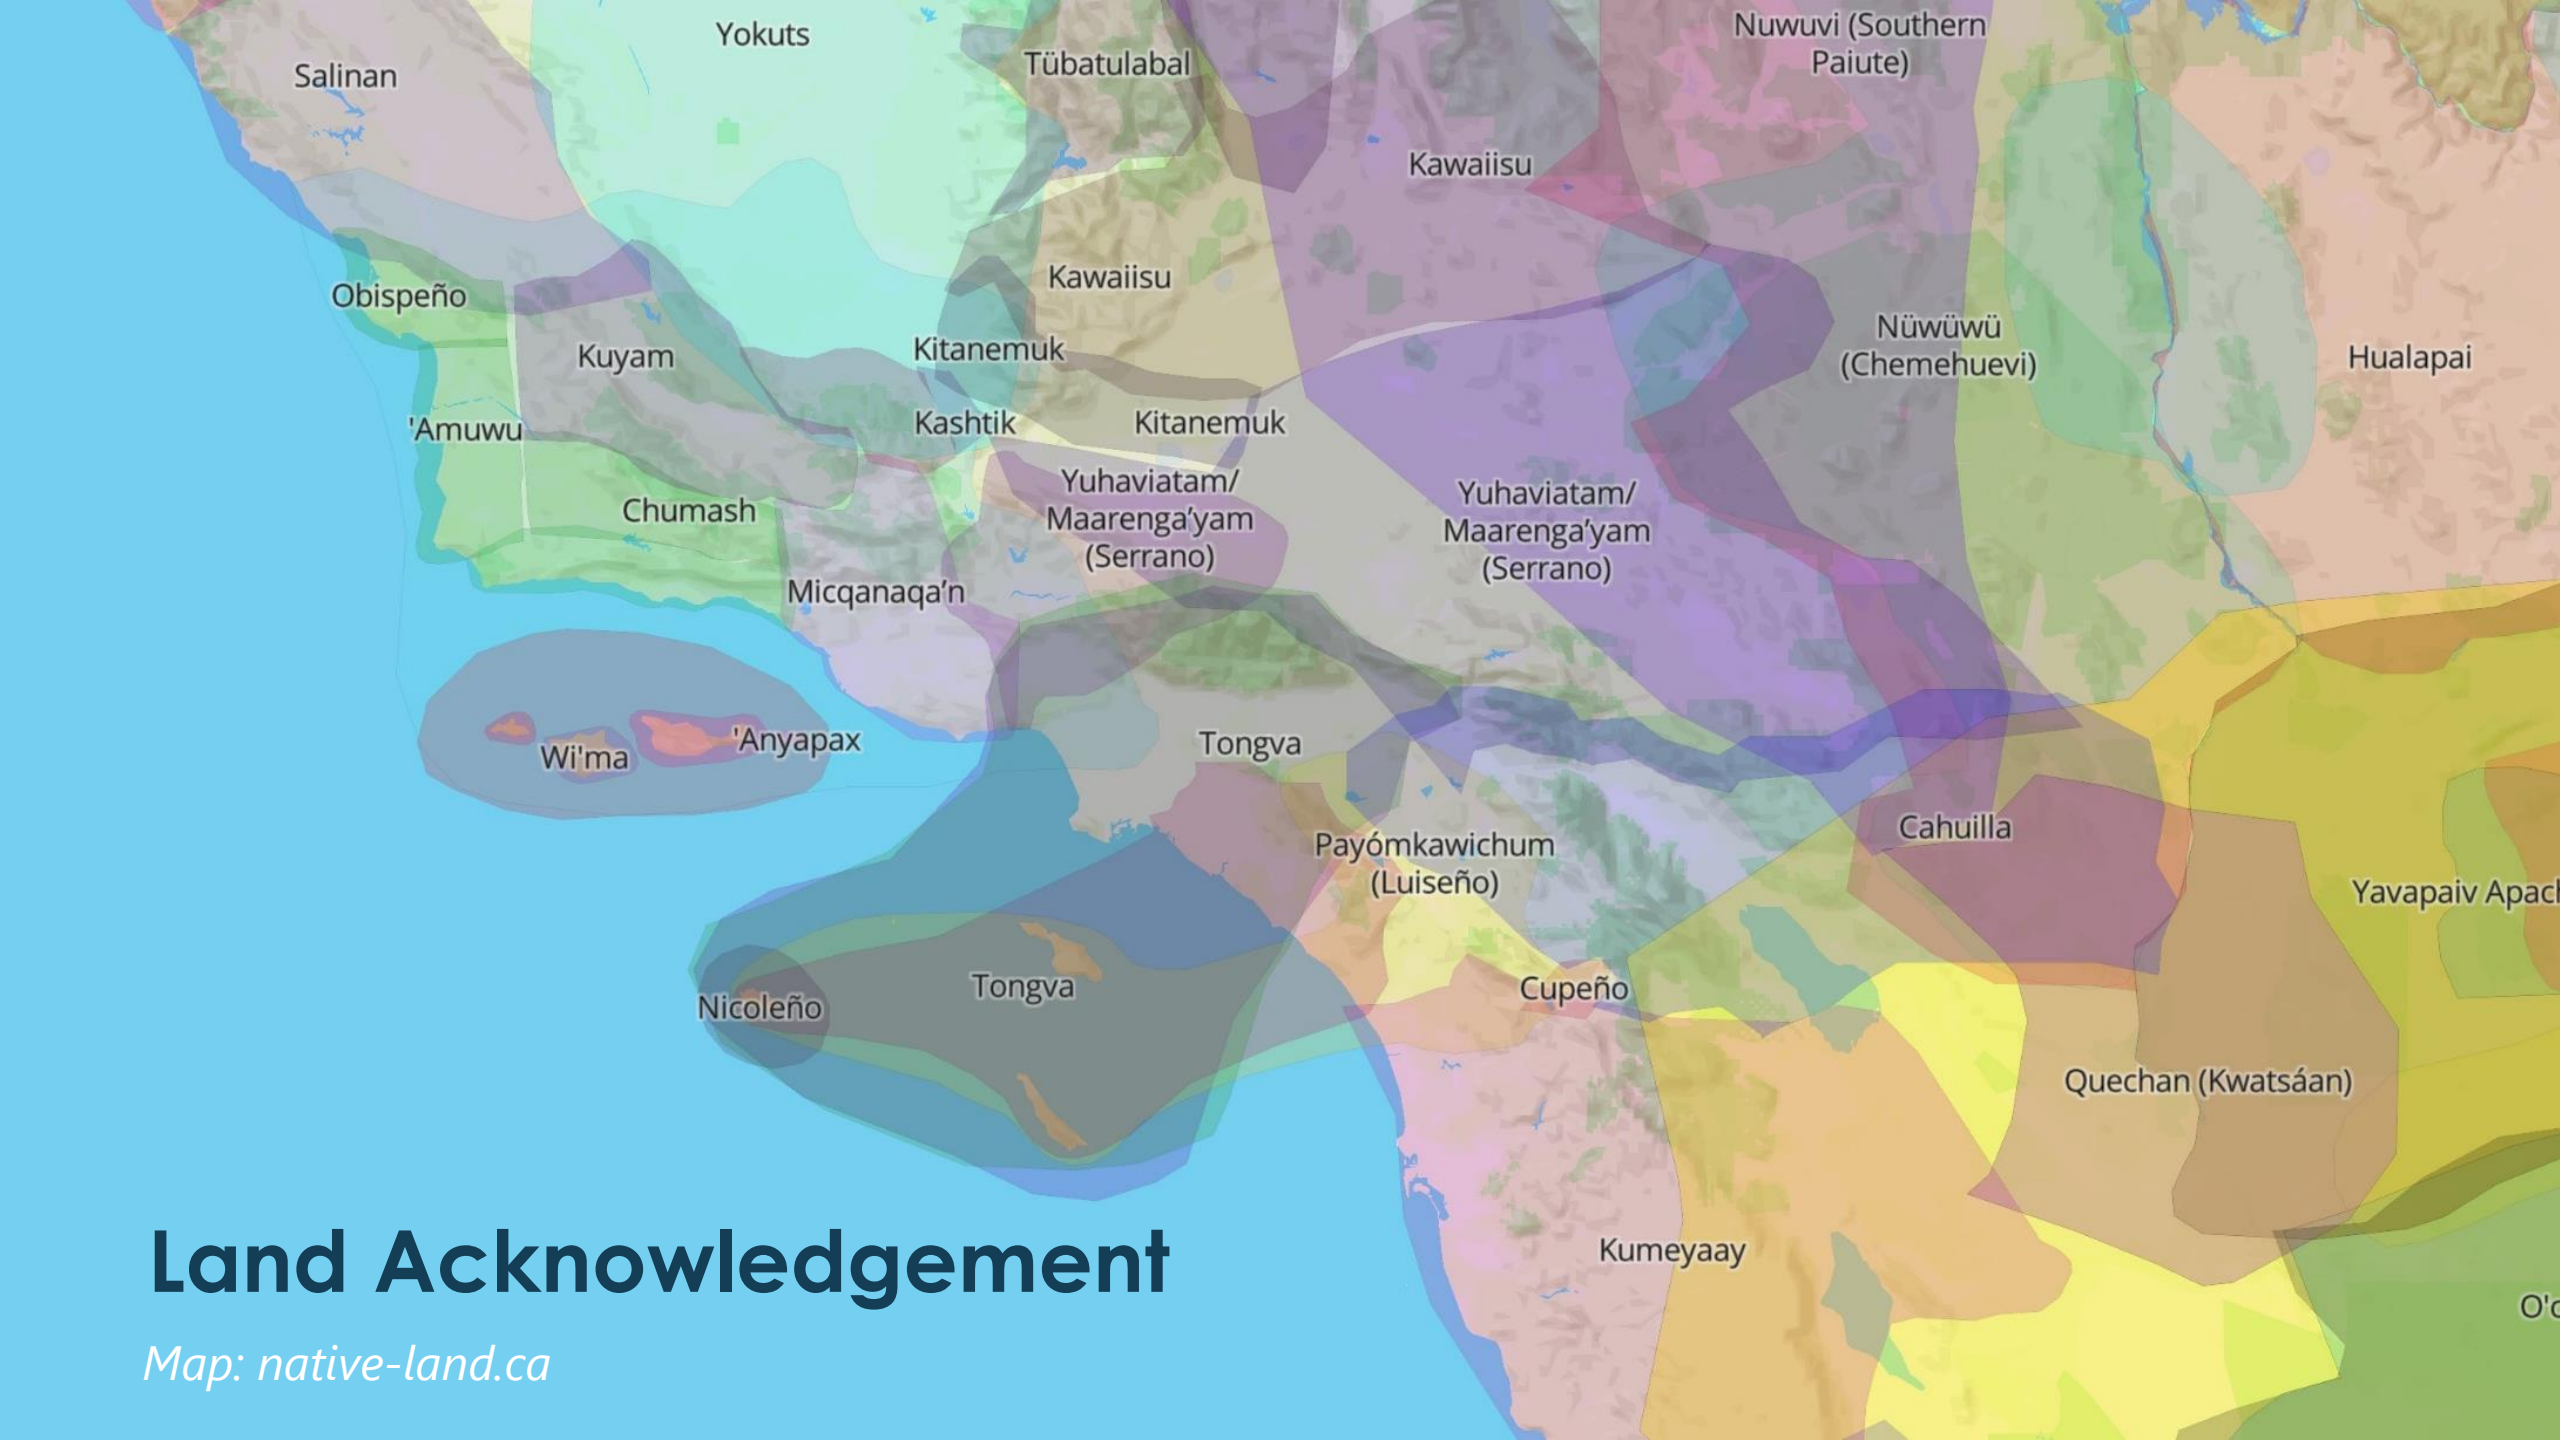 Yokuts
Nuwuvi (Southern
Paiute)
Salinan
Tübatulabal
Kawaiisu
Kawaiisu
Obispeño
Nüwüwü
(Chemehuevi)
Kuyam
Kitanemuk
Hualapai
'Amuwu
Kashtik
Kitanemuk
Yuhaviatam/
Maarenga’yam
(Serrano)
Yuhaviatam/
Maarenga’yam
(Serrano)
Chumash
Micqanaqa’n
Wi'ma
'Anyapax
Tongva
Cahuilla
Payómkawichum
(Luiseño)
Yavapaiv Apach
Nicoleño
Tongva
Cupeño
Quechan (Kwatsáan)
Kumeyaay
Land Acknowledgement
Map: native-land.ca